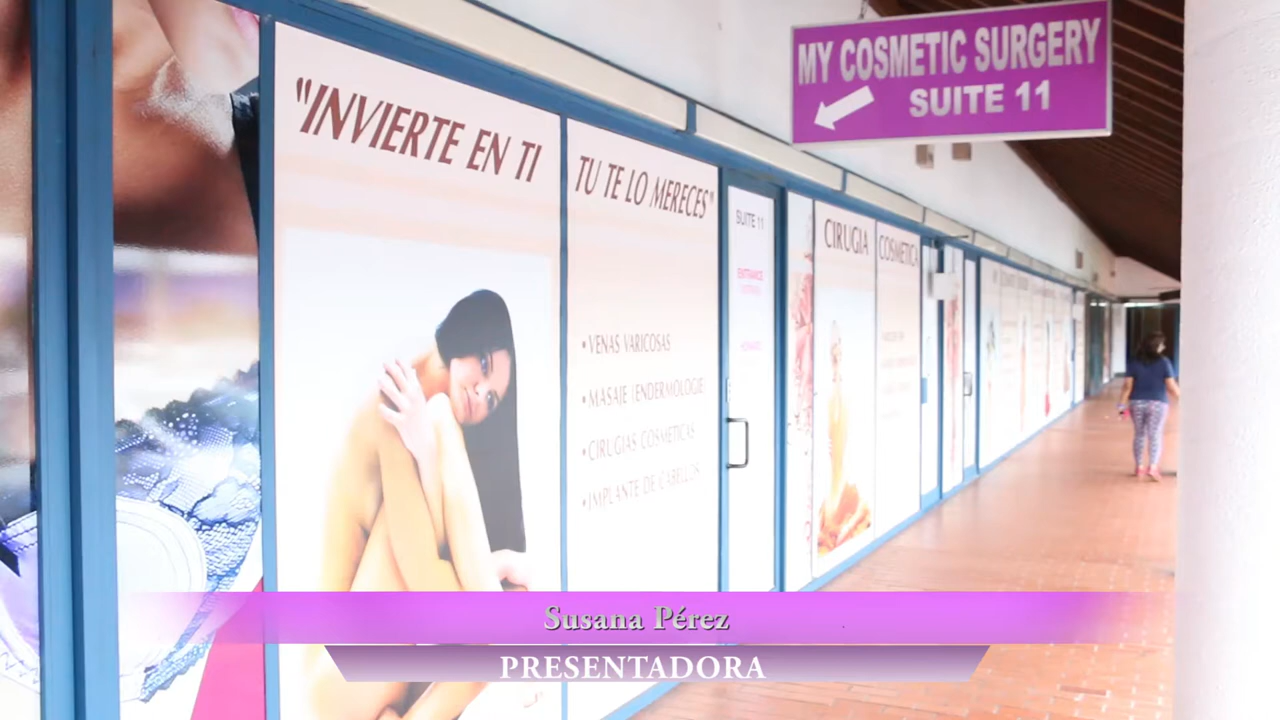 MY COSMETIC SURGERY
SUITE 11
"INVIERTE EN TI
TU TE LO MERECES"
• VENAS VARICOSAS
• MASAJE (ENDERMOLOGIE
• CIRUGIAS COSMETICAS
• IMPLANTE DE CABELLOS
SUITE 11
ENTRANCE
CIRUGIA
COSMETICA
Susana Pérez
PRESENTADORA